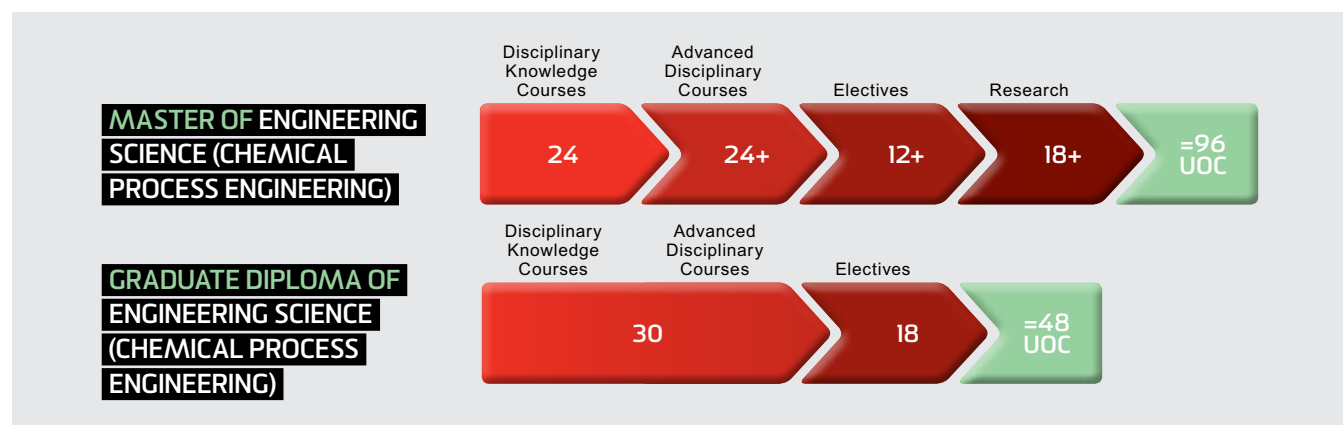 MASTER OF ENGINEERING
SCIENCE (CHEMICAL
PROCESS ENGINEERING)
Disciplinary
Knowledge
Courses
Advanced
Disciplinary
Courses
Electives
Research
24
24+
12+
18+
=96
UOC
GRADUATE DIPLOMA OF
ENGINEERING SCIENCE
(CHEMICAL PROCESS
ENGINEERING)
Disciplinary
Knowledge
Courses
Advanced
Disciplinary
Courses
Electives
30
18
=48
UOC